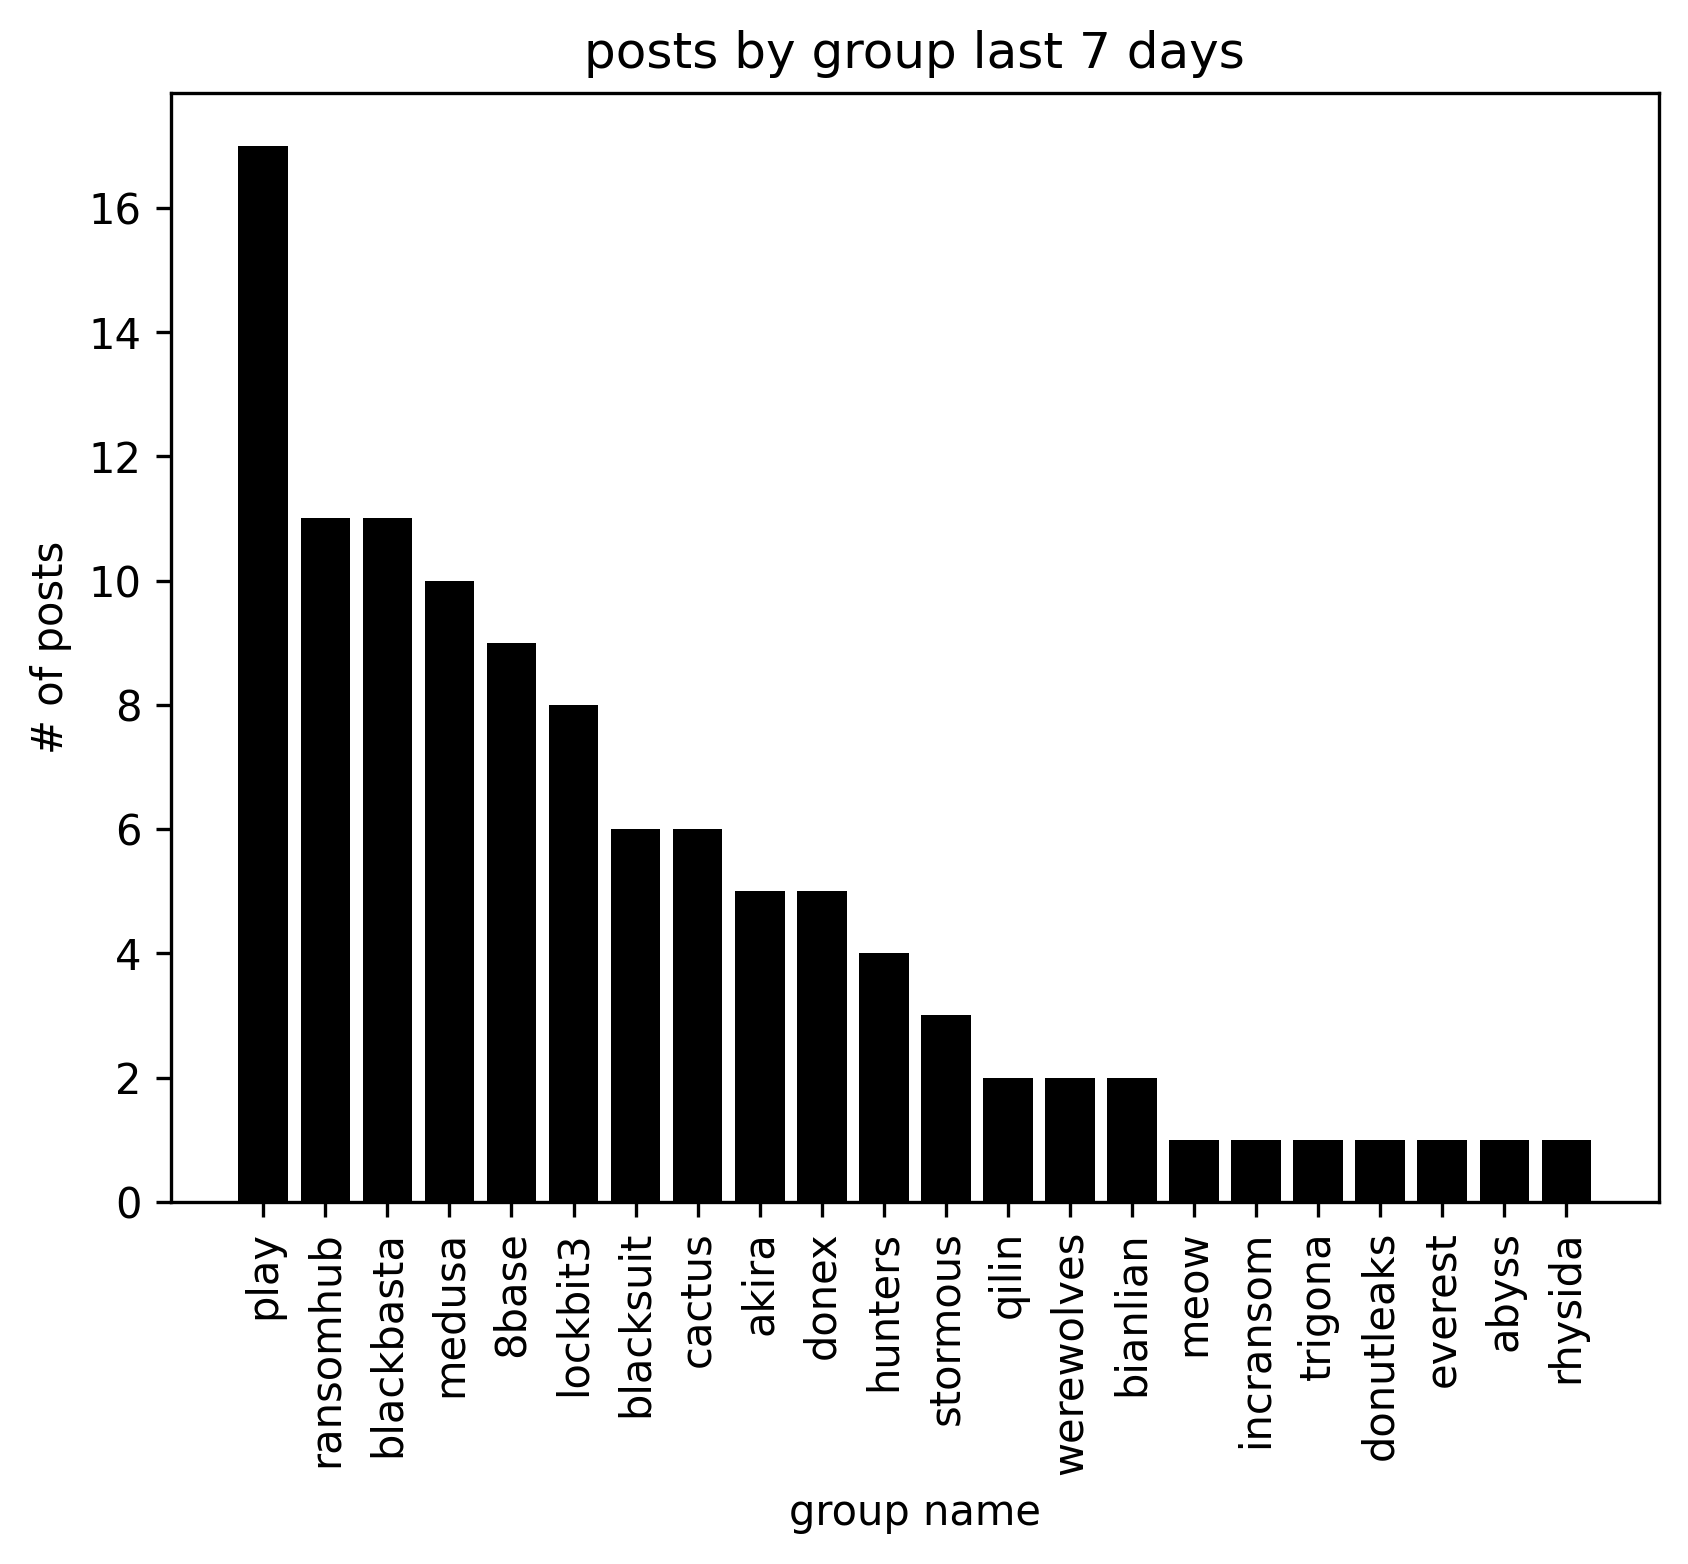 posts by group last 7 days
# of posts
16
14
12
10
8
6
4
2
0
play
ransomhub
blackbasta
medusa
8base
lockbit3
blacksuit
cactus
akira
donex
hunters
stormous
qilin
werewolves
bianlian
meow
incransom
trigona
donutleaks
everest
abyss
rhysida
group name